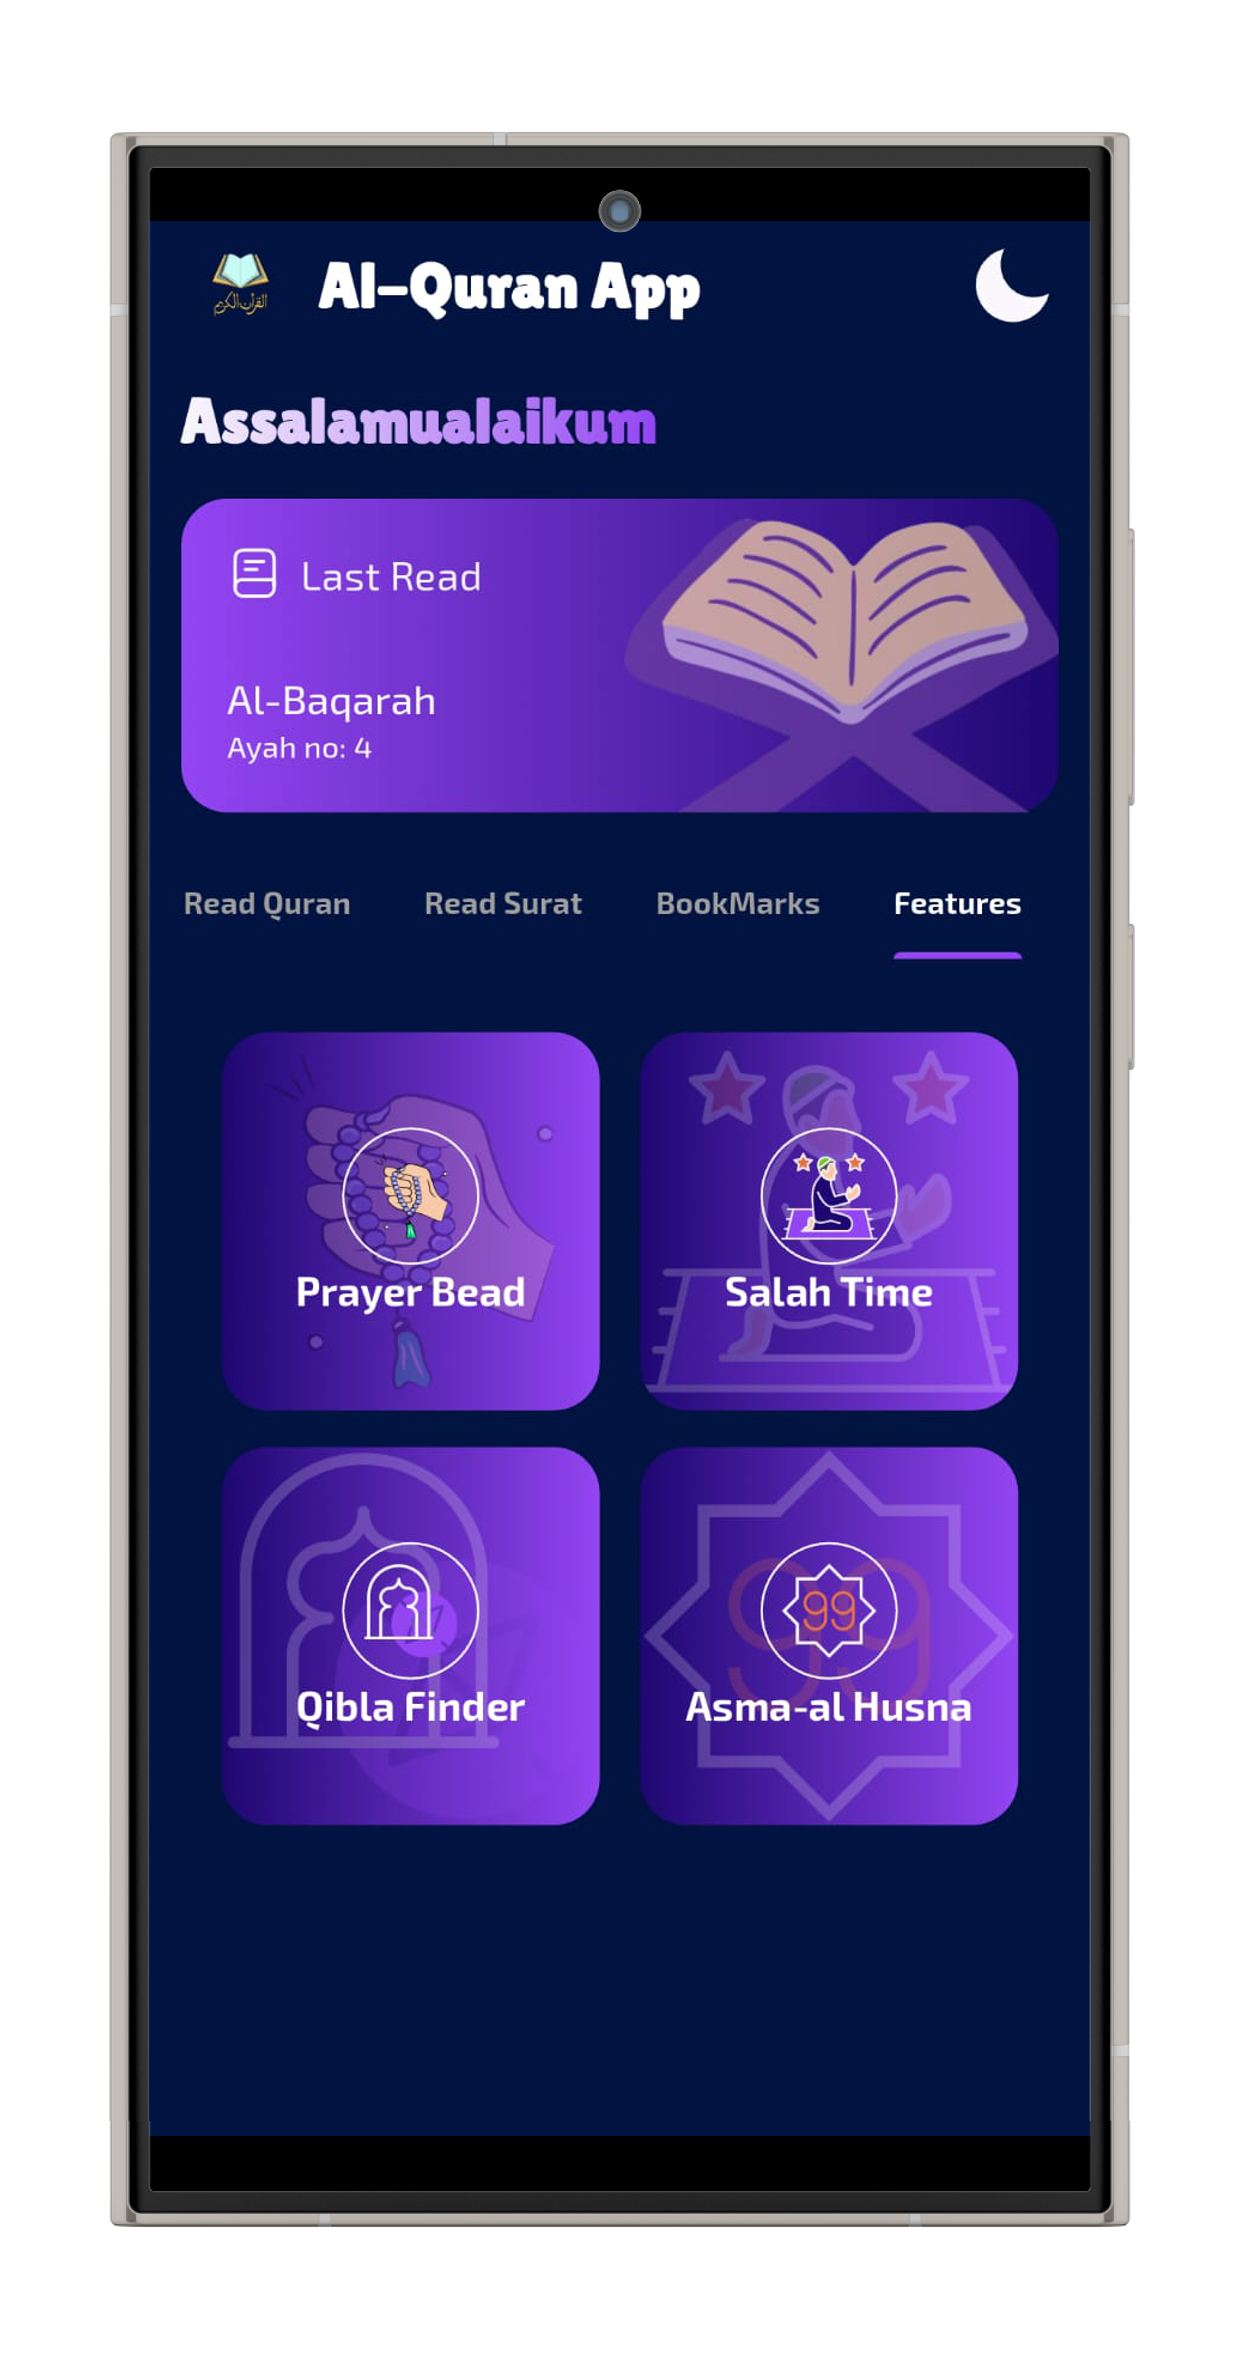 القرآن الكريم
Al-Quran App
Assalamualaikum
Last Read
Al-Baqarah
Ayah no: 4
Read Quran Read Surat BookMarks Features
Prayer Bead Salah Time
99
Qibla Finder Asma-al Husna